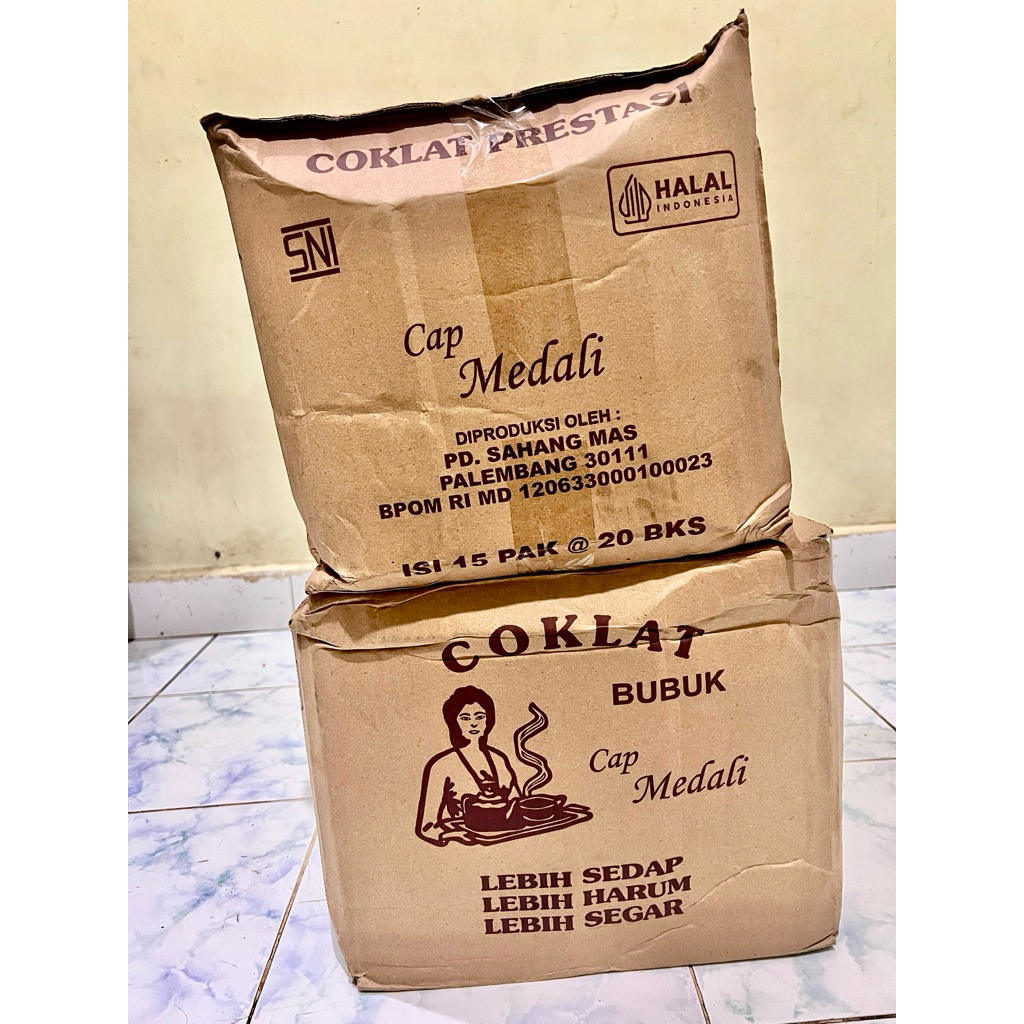 COKLAT PRESTASI
HALAL
INDONESIA
SNI
Cap
Medali
DIPRODUKSI OLEH :
PD. SAHANG MAS
PALEMBANG 30111
BPOM RI MD 120633000100023
ISI 15 PAK @ 20 BKS
COKLAT
BUBUK
Cap
Medali
LEBIH SEDAP
LEBIH HARUM
LEBIH SEGAR